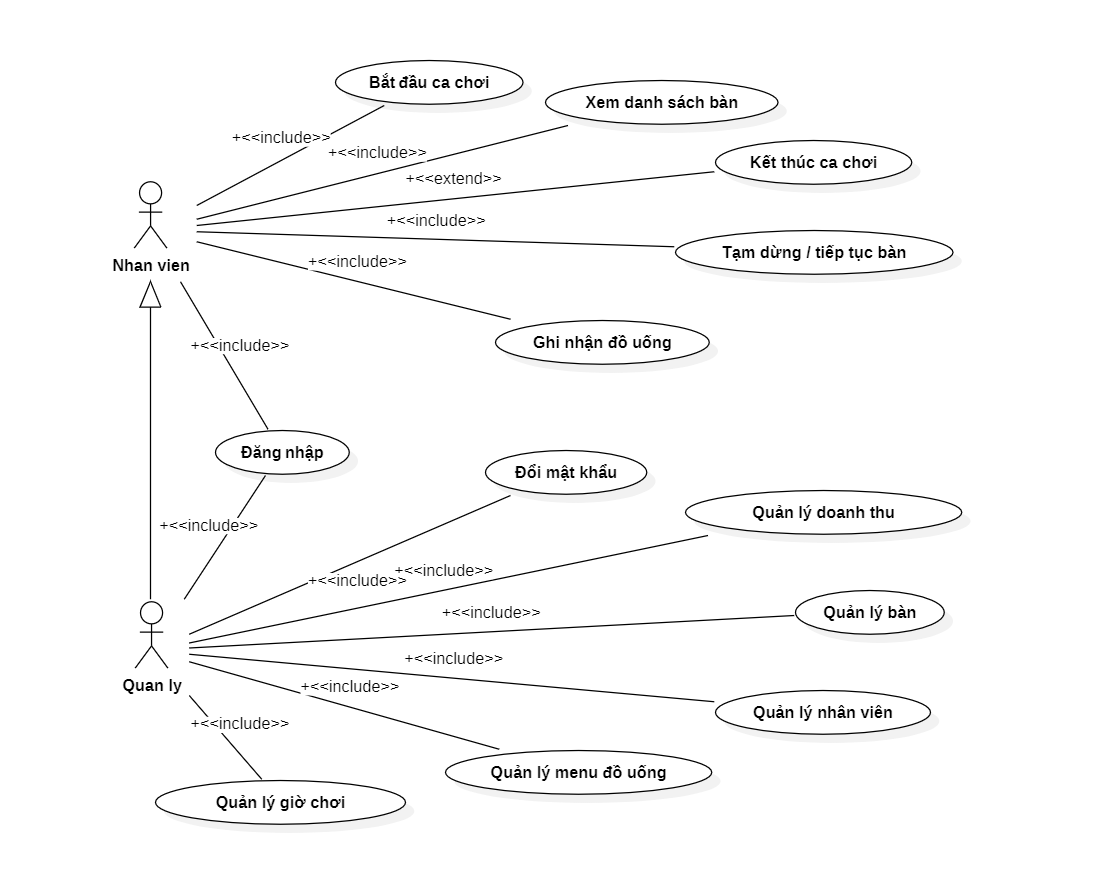 Bắt đầu ca chơi
Xem danh sách bàn
+<<include>>
+<<include>>
Kết thúc ca chơi
+<<extend>>
+<<include>>
Tạm dừng / tiếp tục bàn
Nhan vien
+<<include>>
Ghi nhận đồ uống
+<<include>>
Đăng nhập
Đổi mật khẩu
Quản lý doanh thu
+<<include>>
+<<include>>
+<<include>>
+<<include>>
Quản lý bàn
+<<include>>
Quan ly
+<<include>>
Quản lý nhân viên
+<<include>>
Quản lý menu đồ uống
Quản lý giờ chơi